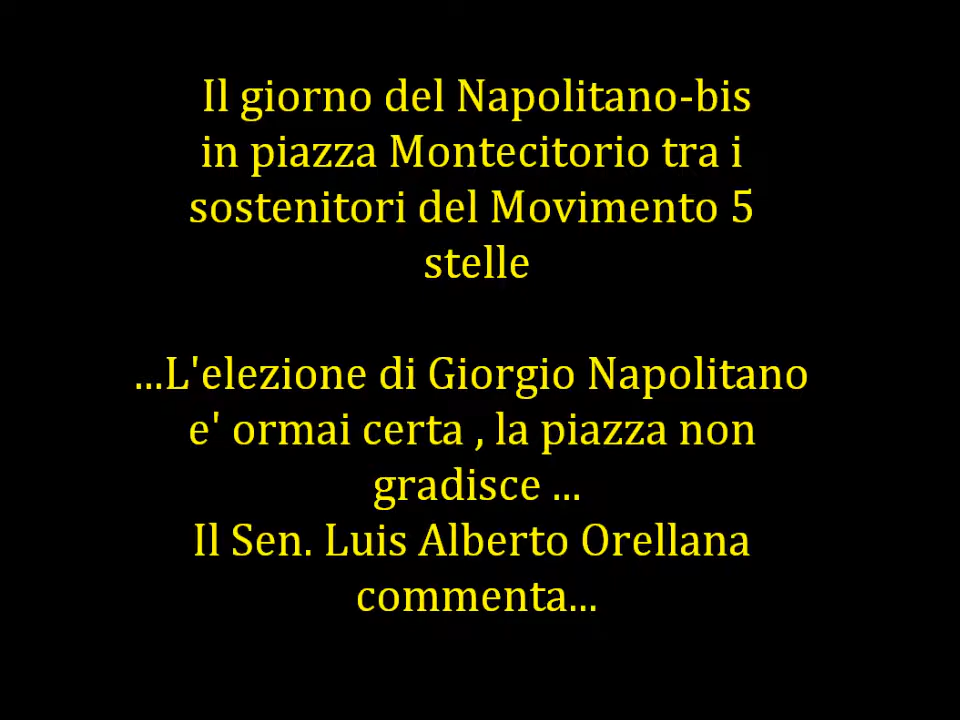 Il giorno del Napolitano-bis
in piazza Montecitorio tra i
sostenitori del Movimento 5
stelle
...L'elezione di Giorgio Napolitano
e' ormai certa , la piazza non
gradisce ...
Il Sen. Luis Alberto Orellana
commenta...